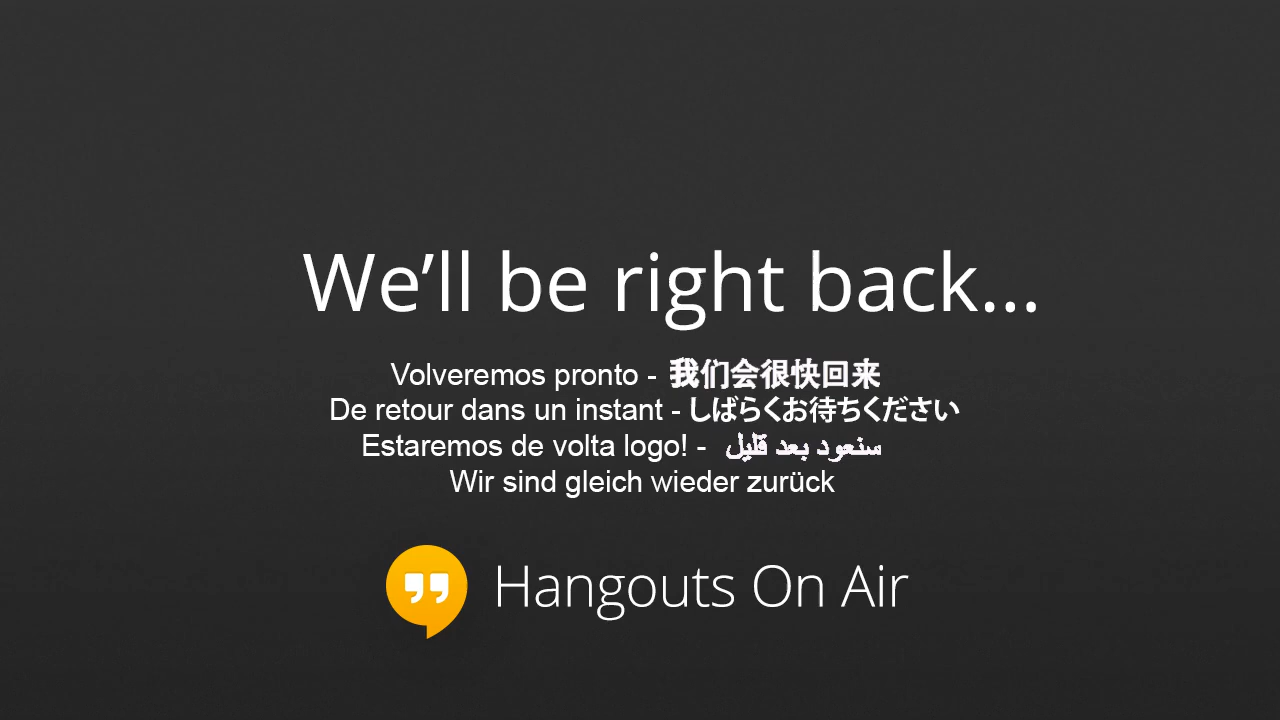 We’ll be right back...
Volveremos pronto - 我们会很快回来
De retour dans un instant - しばらくお待ちください
Estaremos de volta logo! - سنعود بعد قليل
Wir sind gleich wieder zurück
Hangouts On Air